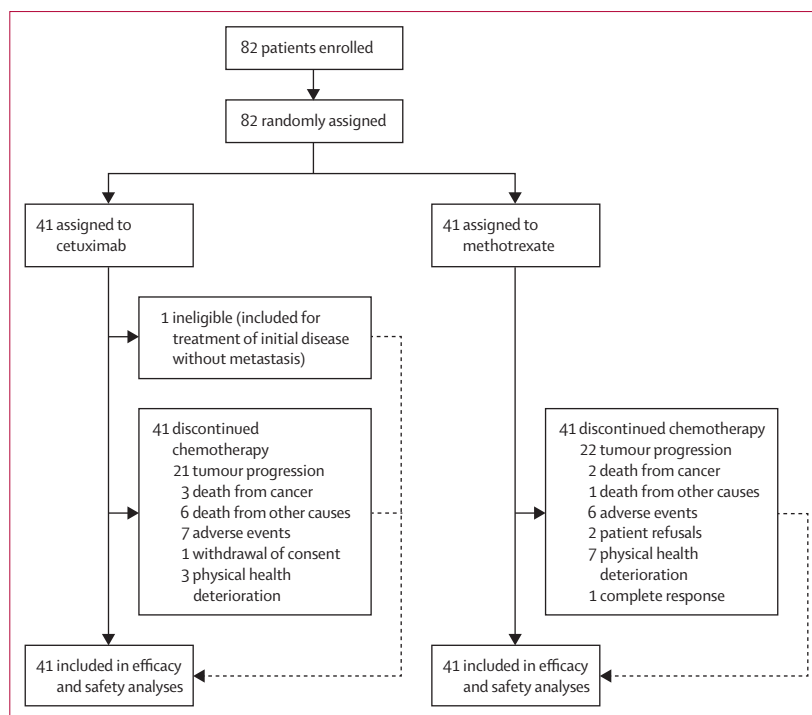 82 patients enrolled
82 randomly assigned
41 assigned to
cetuximab
41 assigned to
methotrexate
1 ineligible (included for
treatment of initial disease
without metastasis)
41 discontinued
chemotherapy
21 tumour progression
3 death from cancer
6 death from other causes
7 adverse events
1 withdrawal of consent
3 physical health
deterioration
41 discontinued chemotherapy
22 tumour progression
2 death from cancer
1 death from other causes
6 adverse events
2 patient refusals
7 physical health
deterioration
1 complete response
41 included in efficacy
and safety analyses
41 included in efficacy
and safety analyses